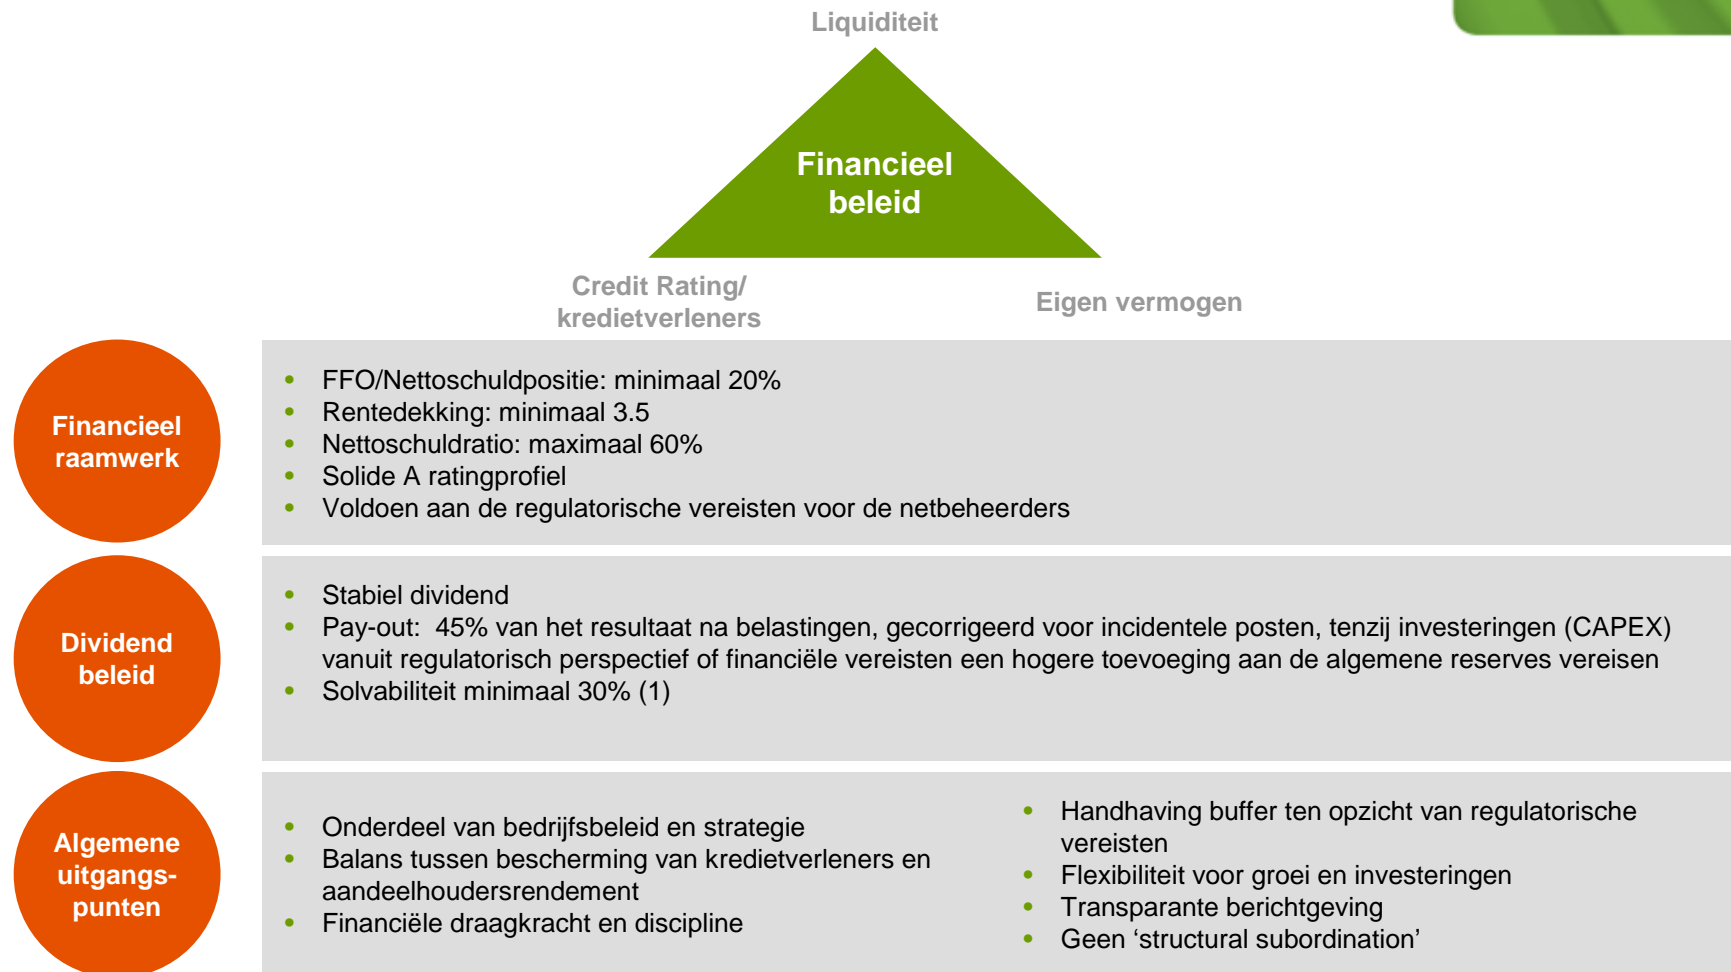 Liquiditeit
Financieel
beleid
Credit Rating/
kredietverleners
Eigen vermogen
Financieel
raamwerk
• FFO/Nettoschuldpositie: minimaal 20%
• Rentedekking: minimaal 3.5
• Nettoschuldratio: maximaal 60%
• Solide A ratingprofiel
• Voldoen aan de regulatorische vereisten voor de netbeheerders
Dividend
beleid
• Stabiel dividend
• Pay-out: 45% van het resultaat na belastingen, gecorrigeerd voor incidentele posten, tenzij investeringen (CAPEX)
vanuit regulatorisch perspectief of financiële vereisten een hogere toevoeging aan de algemene reserves vereisen
• Solvabiliteit minimaal 30% (1)
Algemene
uitgangs-
punten
• Onderdeel van bedrijfsbeleid en strategie
• Balans tussen bescherming van kredietverleners en
aandeelhoudersrendement
• Financiële draagkracht en discipline
• Handhaving buffer ten opzicht van regulatorische
vereisten
• Flexibiliteit voor groei en investeringen
• Transparante berichtgeving
• Geen ‘structural subordination’